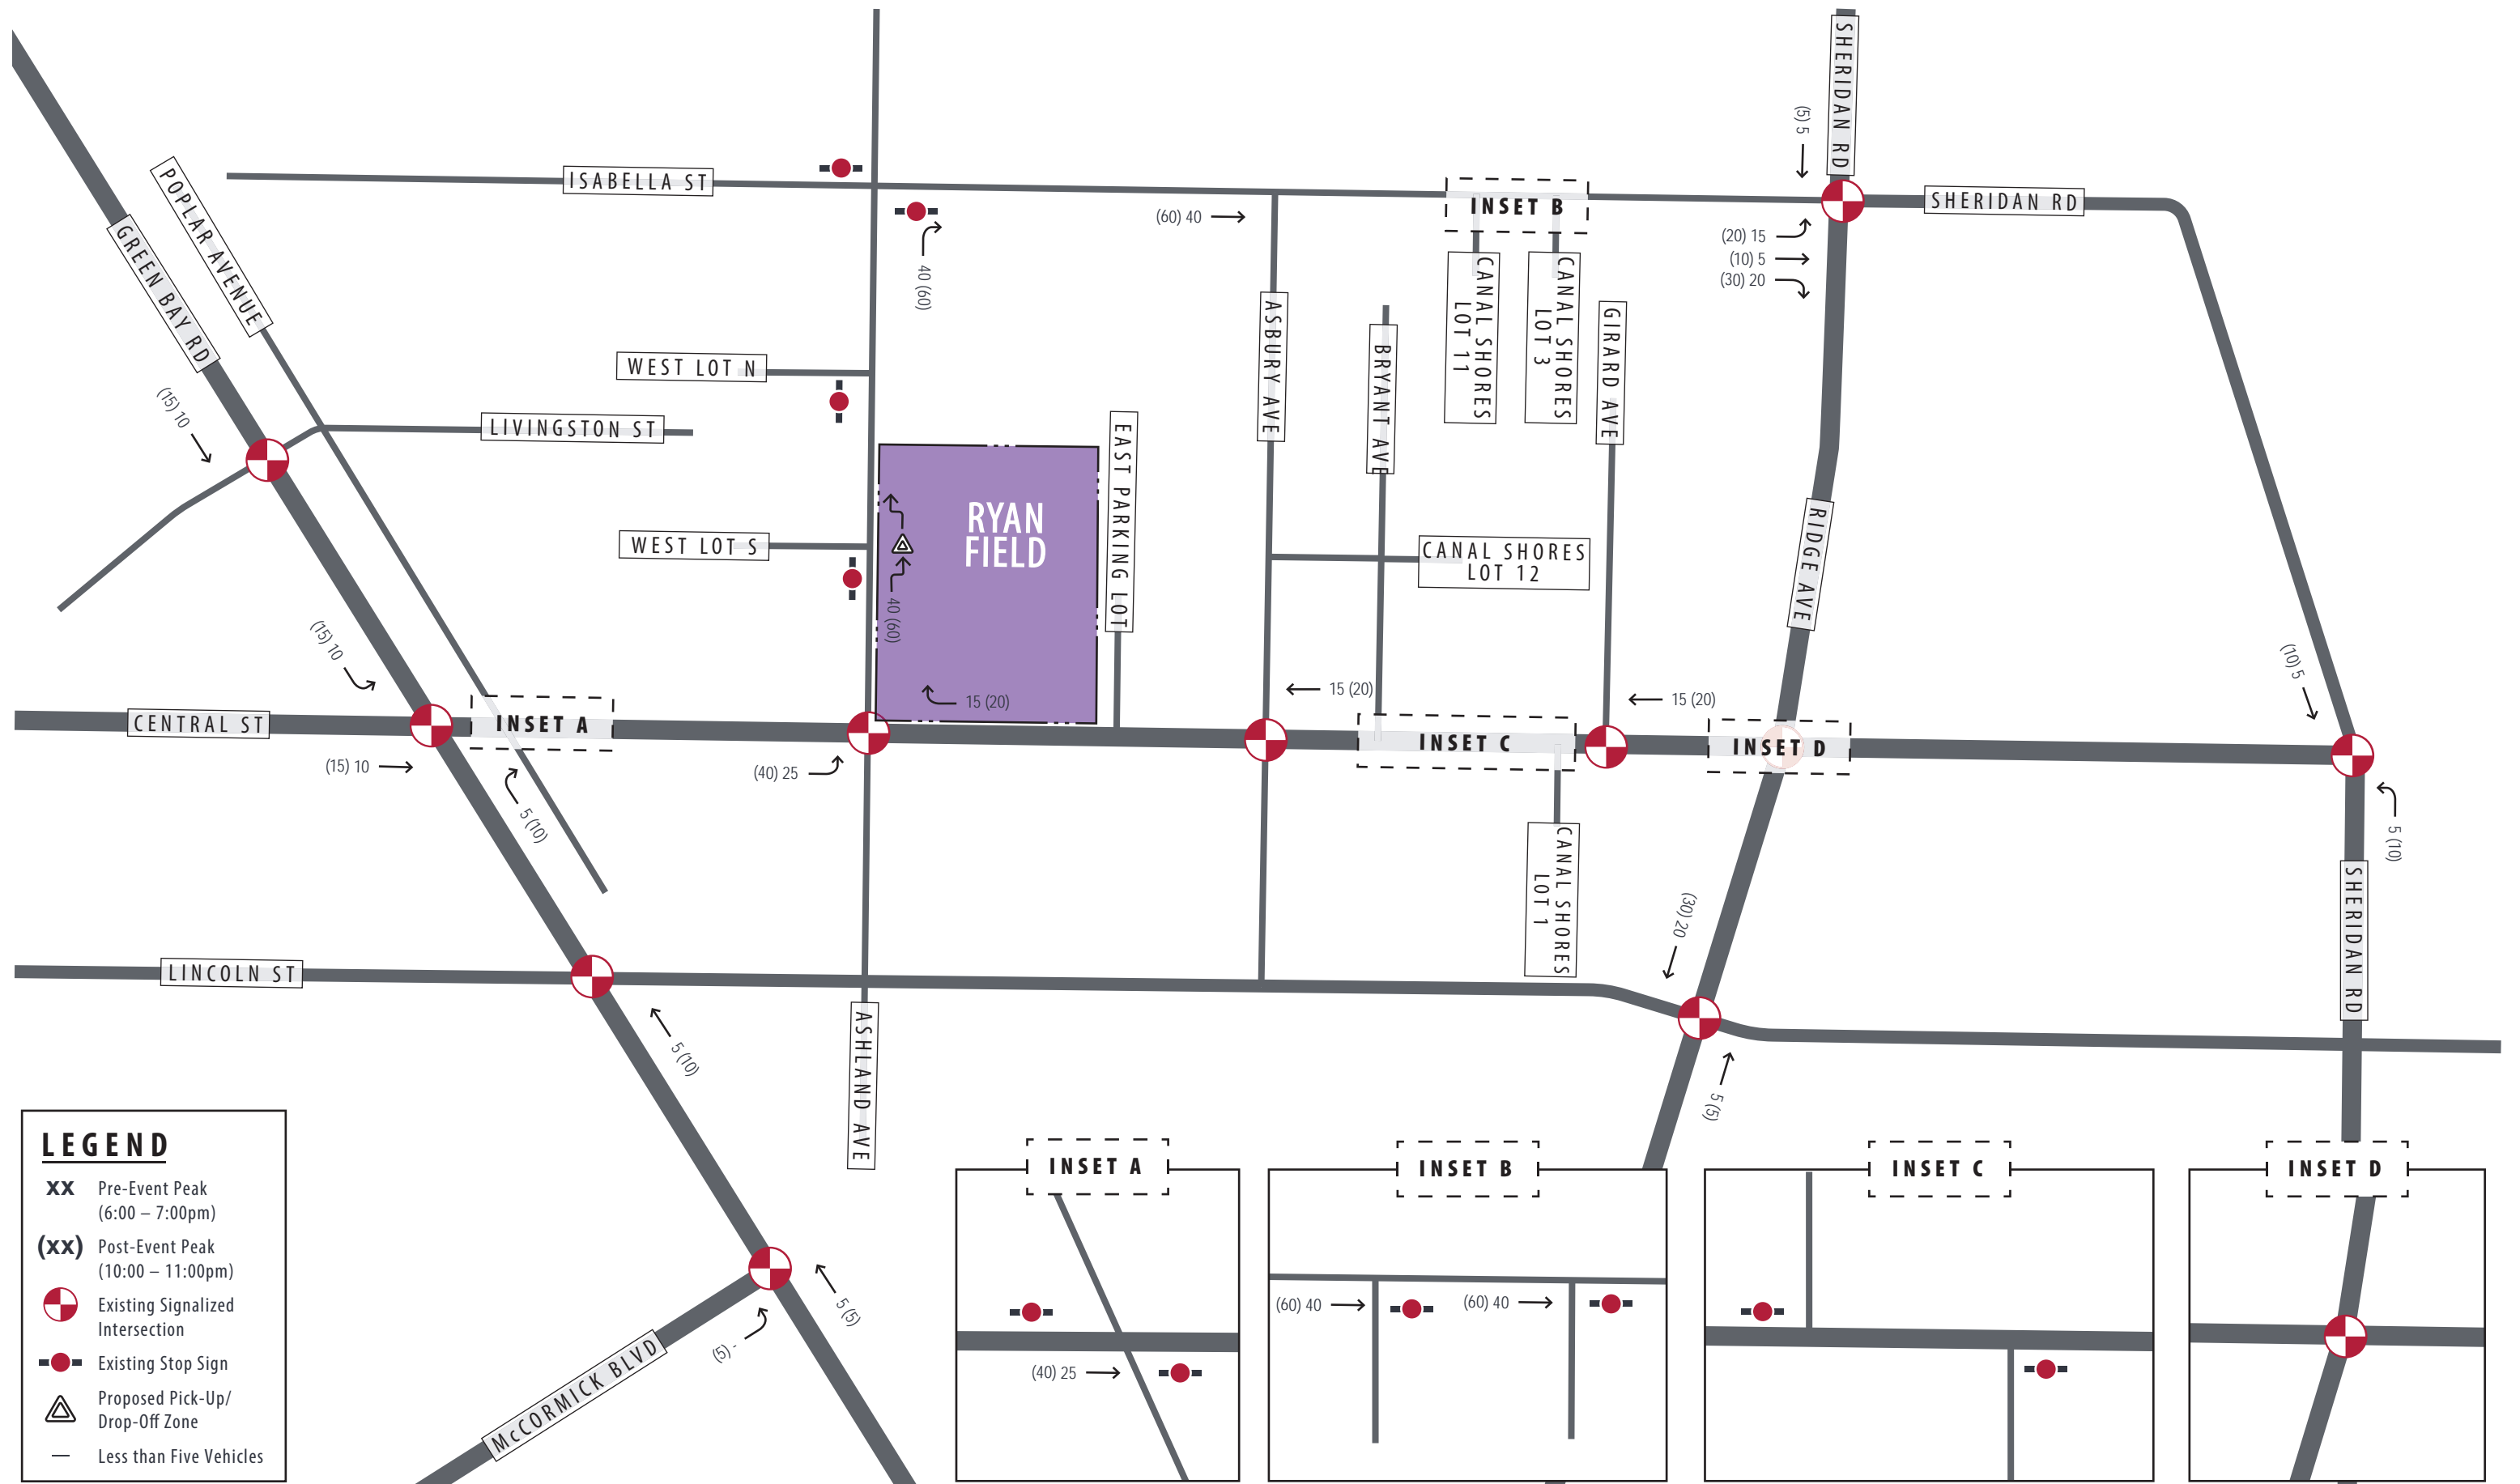 SHERIDAN RD
(5) 5
ISABELLA ST
POPLAR AVENUE
GREEN BAY RD
(60) 40
INSET B
SHERIDAN RD
(20) 15
(10) 5
(30) 20
40 (60)
CANAL SHORES
LOT 11
CANAL SHORES
LOT 3
ASBURY AVE
BRYANT AVE
GIRARD AVE
WEST LOT N
(15) 10
LIVINGSTON ST
EAST PARKING LOT
RYAN
FIELD
RIDGE AVE
WEST LOT S
CANAL SHORES
LOT 12
40 (60)
(15) 10
(10) 5
15 (20)
15 (20)
15 (20)
CENTRAL ST
INSET A
INSET C
INSET D
(15) 10
(40) 25
5 (10)
5 (10)
CANAL SHORES
LOT 1
SHERIDAN RD
(30) 20
LINCOLN ST
5 (10)
ASHLAND AVE
5 (5)
5 (5)
(5) -
McCORMICK BLVD
LEGEND
XX Pre-Event Peak
(6:00 – 7:00pm)
(XX) Post-Event Peak
(10:00 – 11:00pm)
Existing Signalized
Intersection
Existing Stop Sign
Proposed Pick-Up/
Drop-Off Zone
— Less than Five Vehicles
INSET A
(40) 25
INSET B
(60) 40
(60) 40
INSET C
INSET D